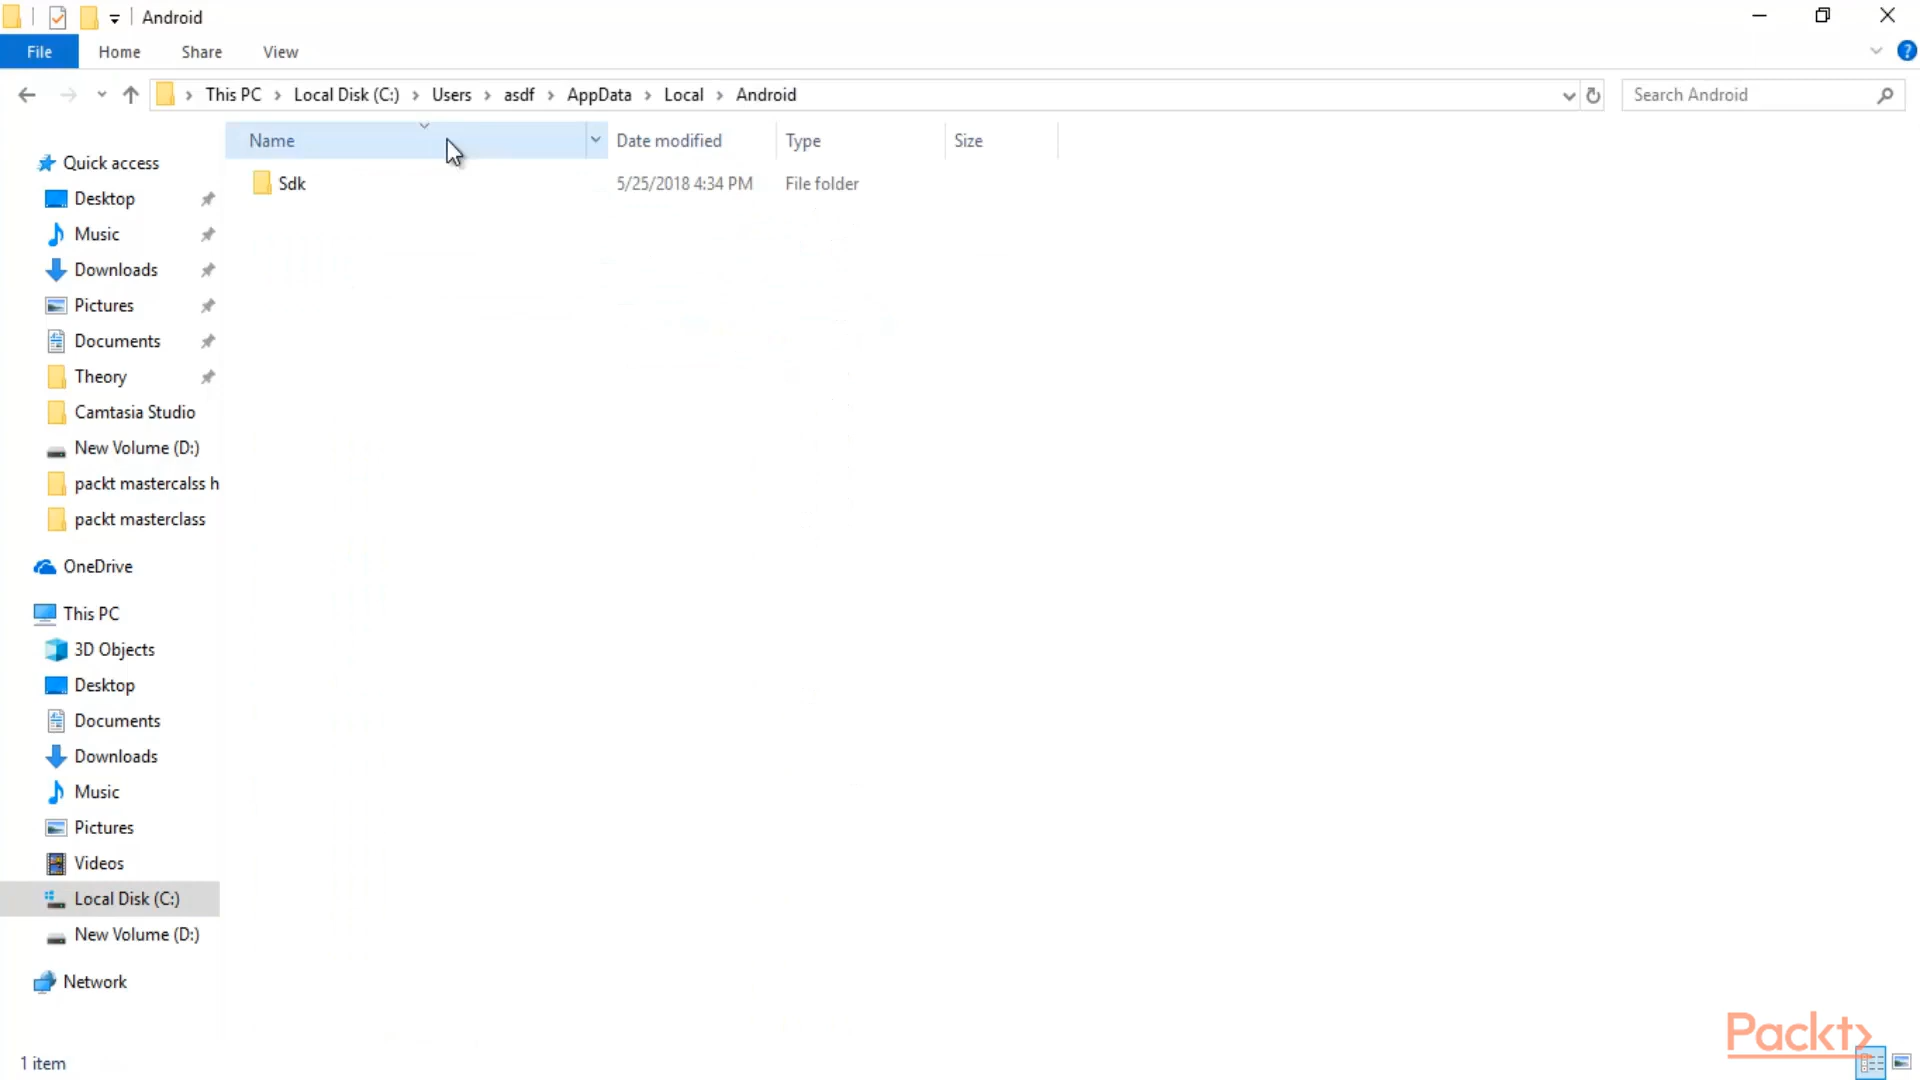 Android
File Home Share View
This PC Local Disk (C:) Users asdf AppData Local Android
Search Android
Name Date modified Type Size
Sdk 5/25/2018 4:34 PM File folder
Quick access
Desktop
Music
Downloads
Pictures
Documents
Theory
Camtasia Studio
New Volume (D:)
packt mastercalss h
packt masterclass
OneDrive
This PC
3D Objects
Desktop
Documents
Downloads
Music
Pictures
Videos
Local Disk (C:)
New Volume (D:)
Network
1 item
Packt